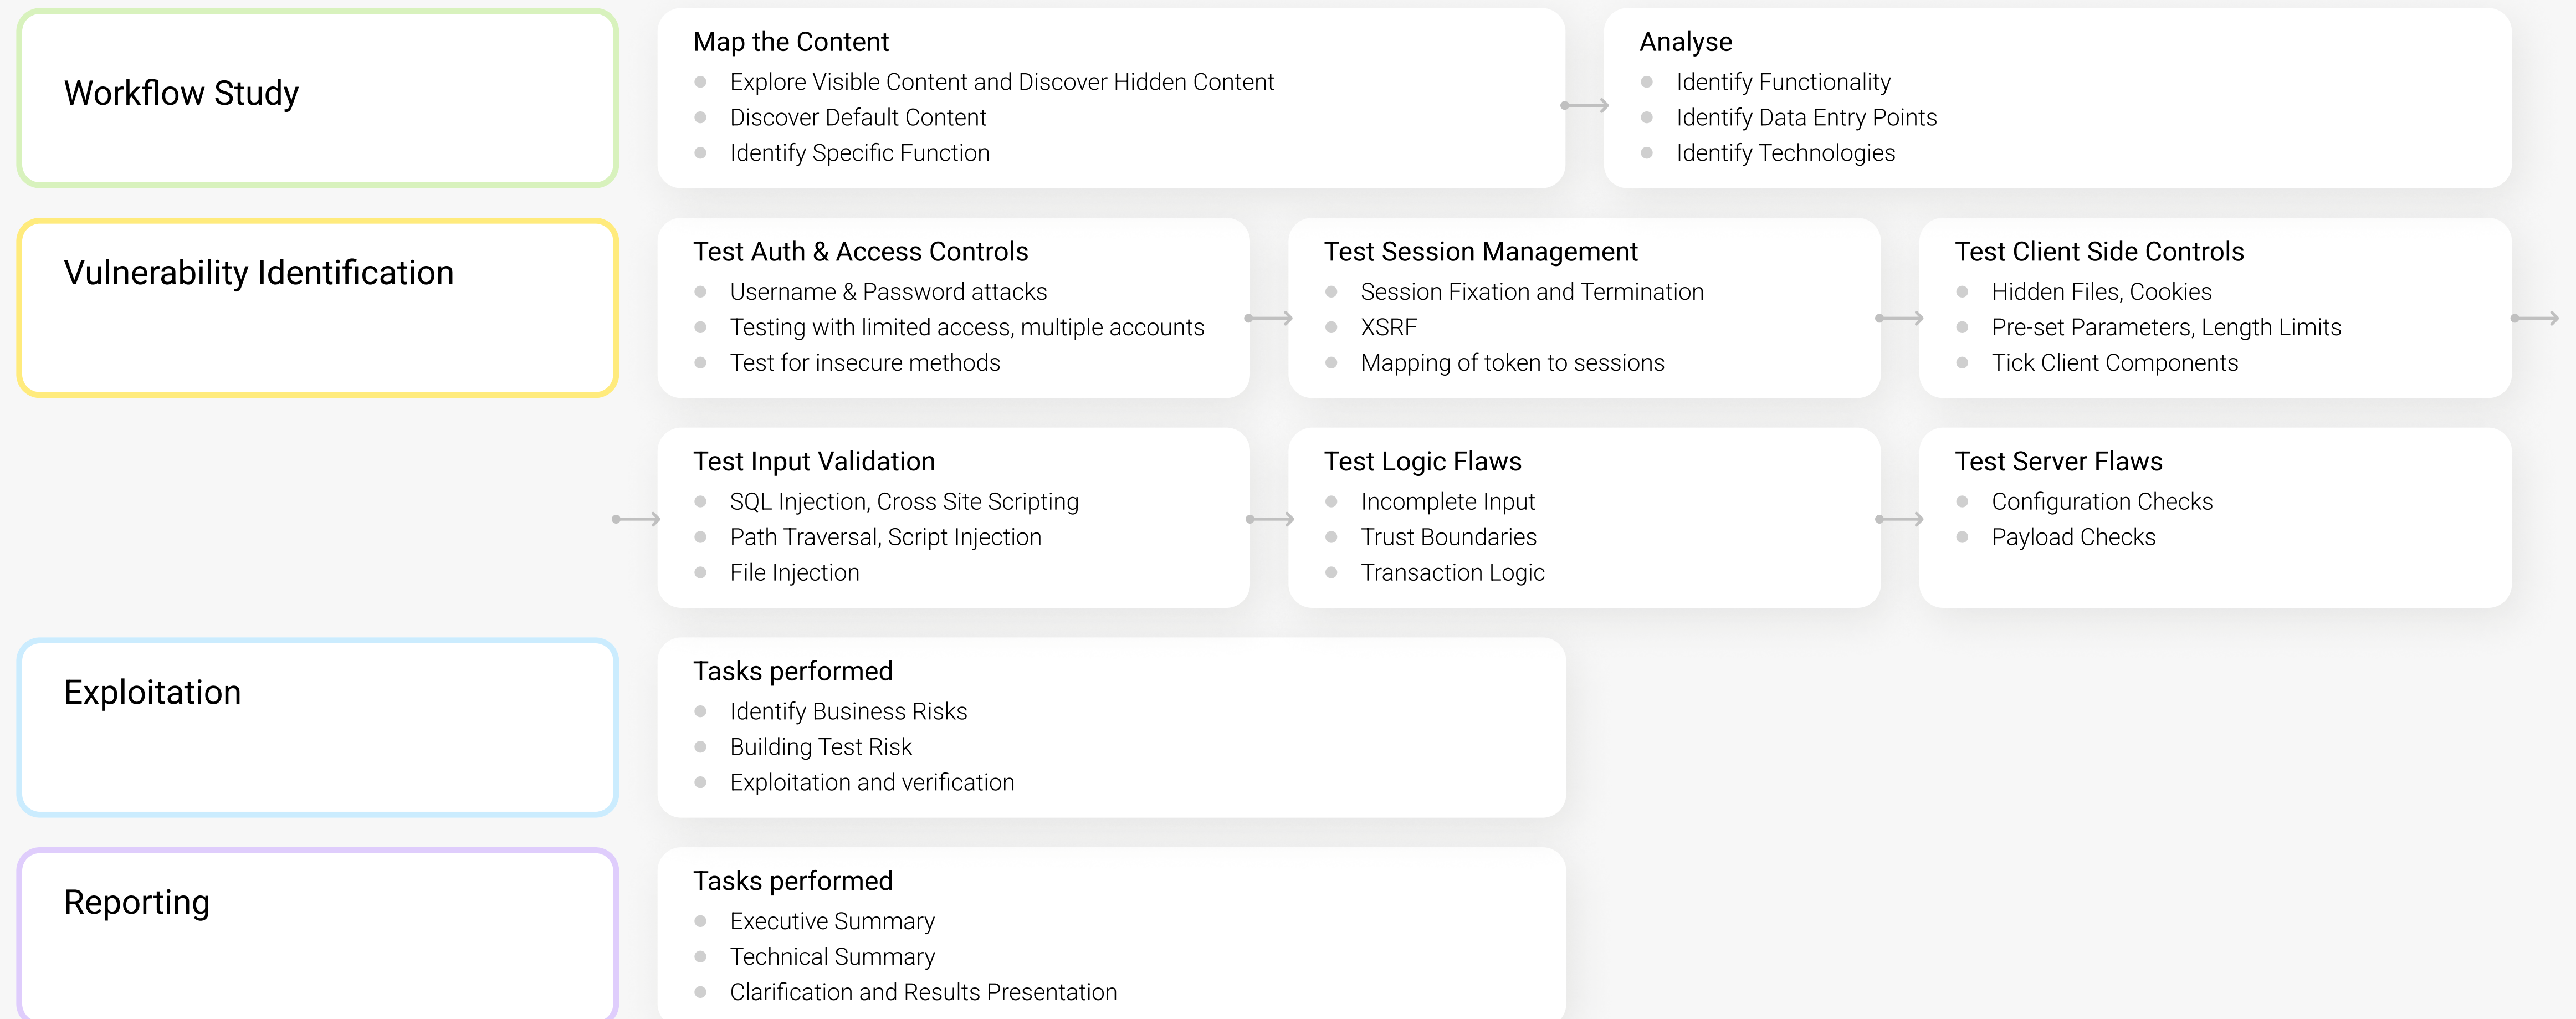 Workflow Study
Map the Content
Explore Visible Content and Discover Hidden Content
Discover Default Content
Identify Specific Function
Analyse
Identify Functionality
Identify Data Entry Points
Identify Technologies
Vulnerability Identification
Test Auth & Access Controls
Username & Password attacks
Testing with limited access, multiple accounts
Test for insecure methods
Test Session Management
Session Fixation and Termination
XSRF
Mapping of token to sessions
Test Client Side Controls
Hidden Files, Cookies
Pre-set Parameters, Length Limits
Tick Client Components
Test Input Validation
SQL Injection, Cross Site Scripting
Path Traversal, Script Injection
File Injection
Test Logic Flaws
Incomplete Input
Trust Boundaries
Transaction Logic
Test Server Flaws
Configuration Checks
Payload Checks
Exploitation
Tasks performed
Identify Business Risks
Building Test Risk
Exploitation and verification
Reporting
Tasks performed
Executive Summary
Technical Summary
Clarification and Results Presentation